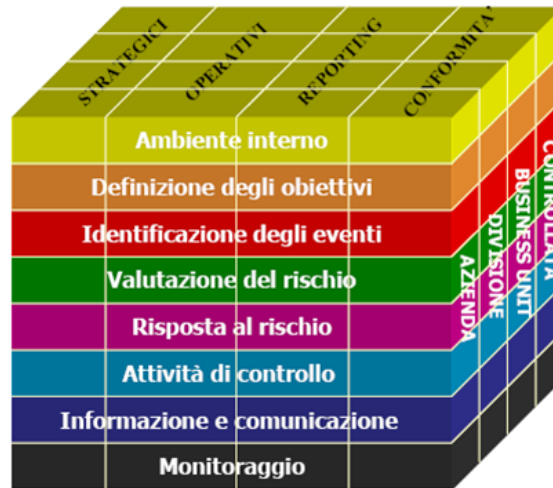 STRATEGICI
OPERATIVI
REPORTING
CONFORMITA'
Ambiente interno
Definizione degli obiettivi
Identificazione degli eventi
Valutazione del rischio
Risposta al rischio
Attività di controllo
Informazione e comunicazione
Monitoraggio
AZIENDA
DIVISIONE
BUSINESS UNIT
CONTROLLATA